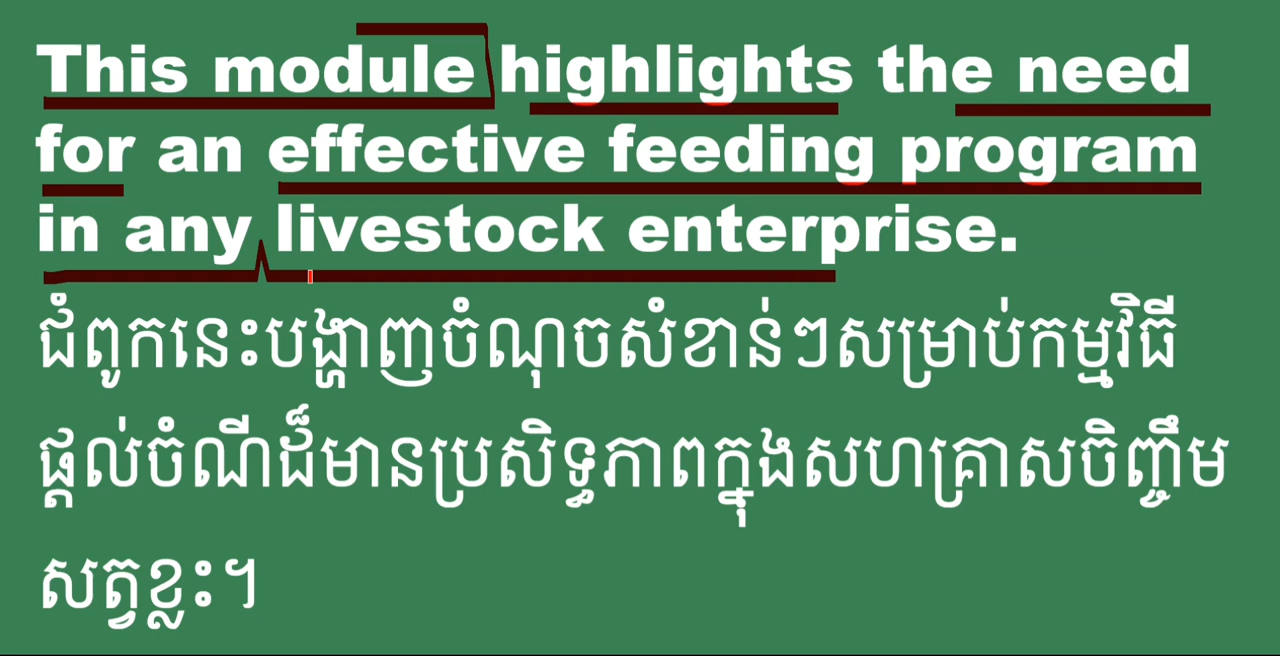 This module highlights the need
for an effective feeding program
in any livestock enterprise.
ជំពូកនេះបង្ហាញចំណុចសំខាន់ៗសម្រាប់កម្មវិធី
ផ្តល់ចំណីដ៏មានប្រសិទ្ធភាពក្នុងសហគ្រាសចិញ្ចឹម
សត្វខ្លះ។